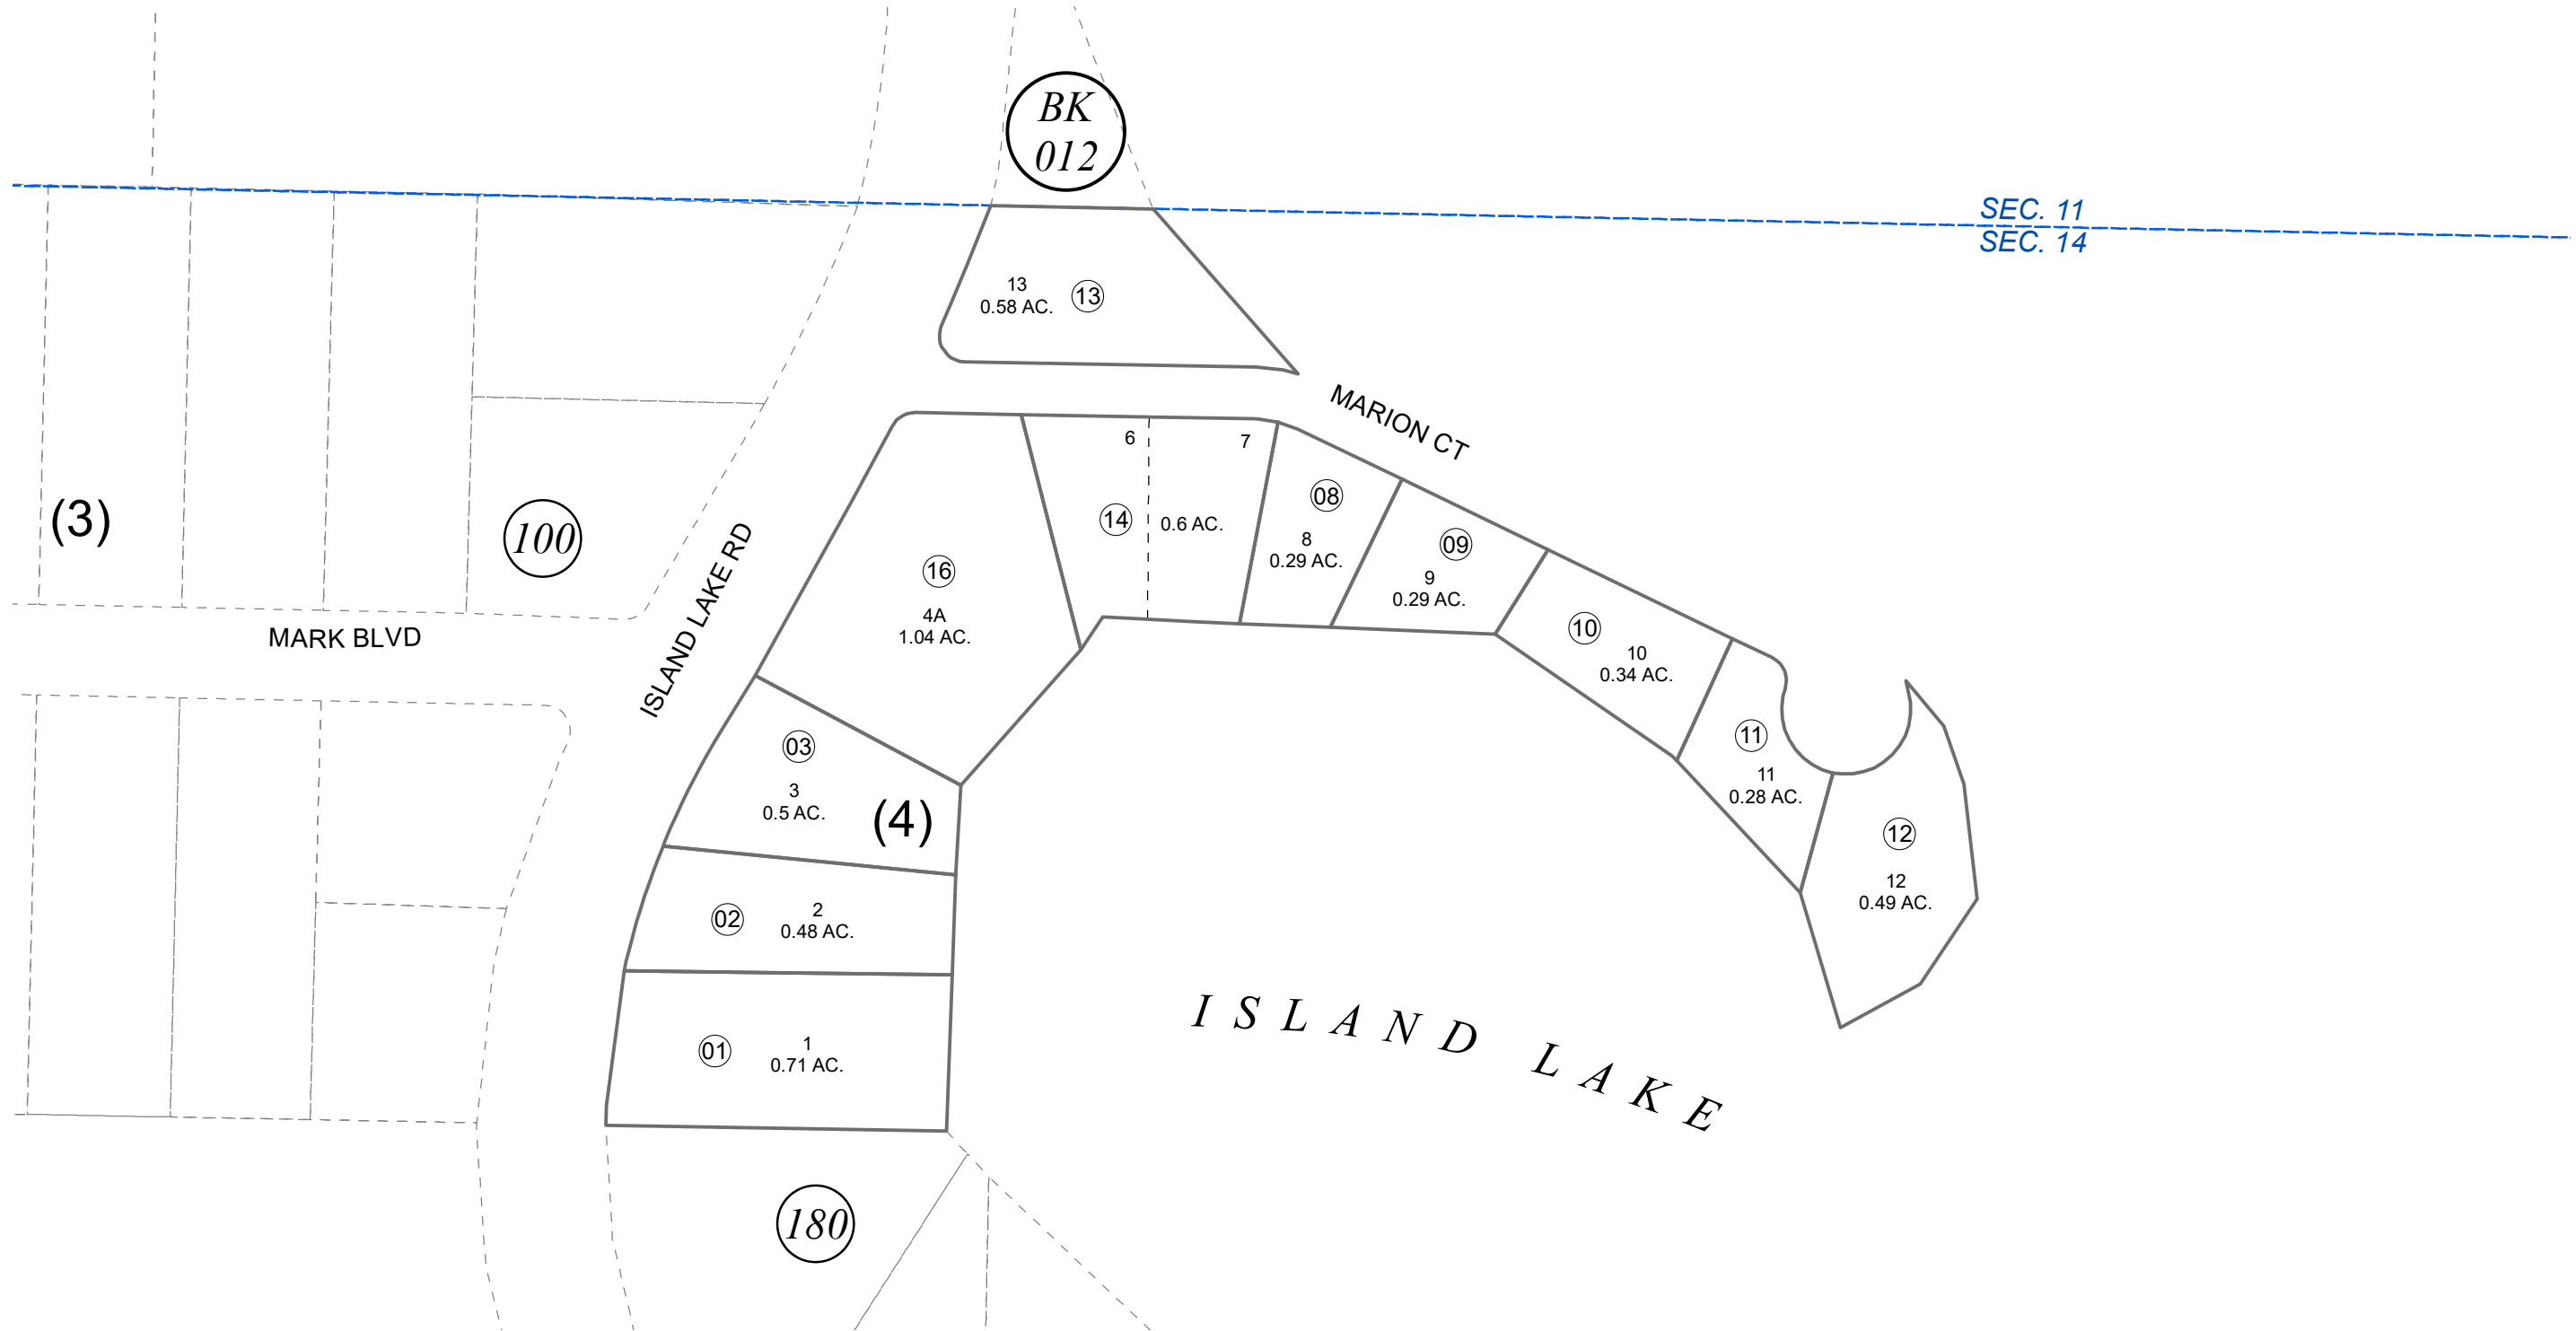 BK
012
SEC. 11
SEC. 14
13
0.58 AC.
13
MARION CT
6
7
14
0.6 AC.
08
8
0.29 AC.
09
9
0.29 AC.
(3)
100
ISLAND LAKE RD
16
4A
1.04 AC.
MARK BLVD
10
10
0.34 AC.
11
11
0.28 AC.
03
3
0.5 AC.
(4)
12
12
0.49 AC.
02
2
0.48 AC.
01
1
0.71 AC.
ISLAND LAKE
180